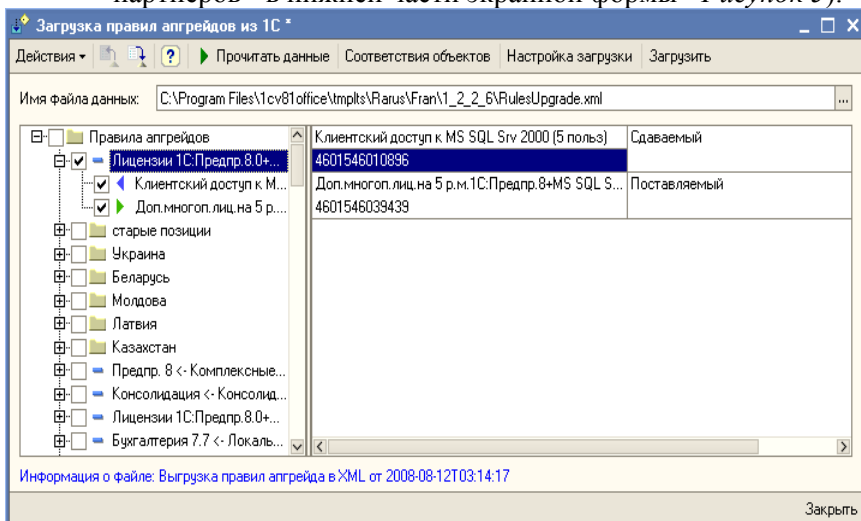 партнеров" в нижней части экранной формы - Рисунок 3).
Загрузка правил апгрейдов из 1С *
Действия Прочитать данные Соответствия объектов Настройка загрузки Загрузить
Имя файла данных: C:\Program Files\1cv81office\tmplts\Rarus\Fran\1_2_2_6\RulesUpgrade.xml ...
Правила апгрейдов
Лицензии 1С:Предпр.8.0+...
Клиентский доступ к М...
Доп.многоп.лиц.на 5 р....
старые позиции
Украина
Беларусь
Молдова
Латвия
Казахстан
Предпр. 8 <- Комплексные...
Консолидация <- Консолид...
Лицензии 1С:Предпр.8.0+...
Бухгалтерия 7.7 <- Локаль...
Клиентский доступ к MS SQL Srv 2000 (5 польз) Сдаваемый
4601546010896
Доп.многоп.лиц.на 5 р.м.1С:Предпр.8+MS SQL S... Поставляемый
4601546039439
Информация о файле: Выгрузка правил апгрейда в XML от 2008-08-12T03:14:17
Закрыть